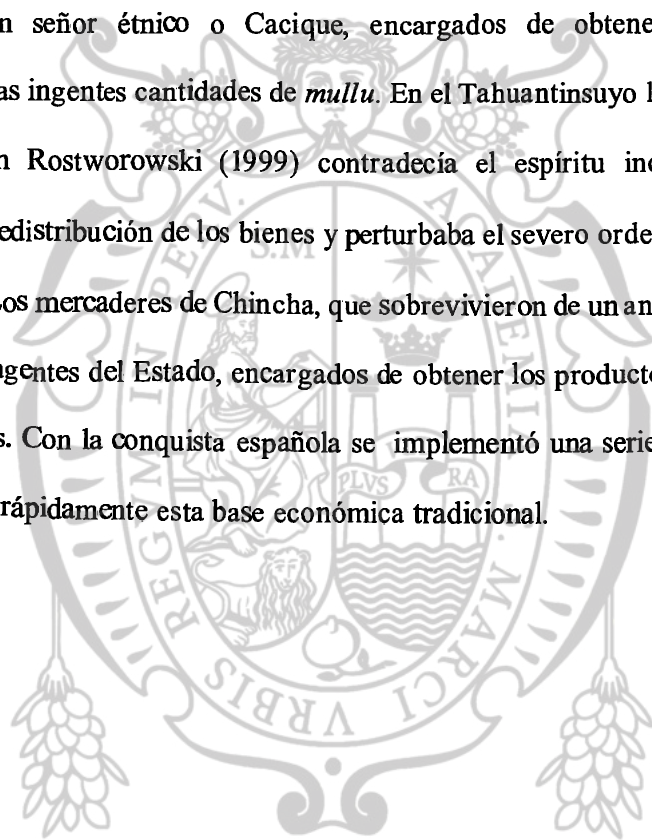 n señor étnico o Cacique, encargados de obtene
as ingentes cantidades de mullu. En el Tahuantinsuyo
n Rostworowski (1999) contradecía el espíritu in
edistribución de los bienes y perturbaba el severo orde
os mercaderes de Chincha, que sobrevivieron de un an
gentes del Estado, encargados de obtener los product
s. Con la conquista española se implementó una serie
rápidamente esta base económica tradicional.
S.M
PLVS
RA
VRBIS